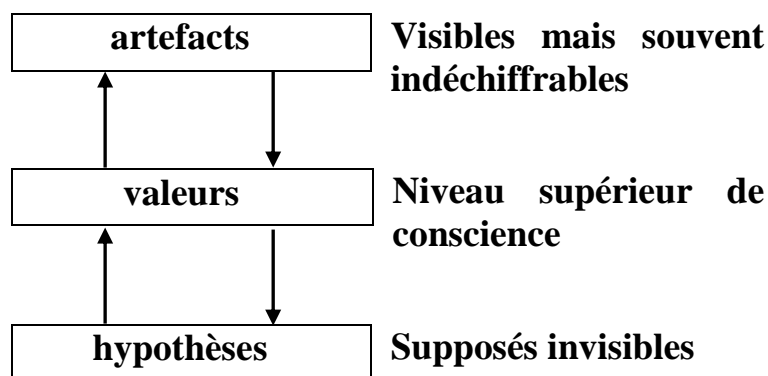 artefacts
Visibles mais souvent
indéchiffrables
valeurs
Niveau supérieur de
conscience
hypothèses
Supposés invisibles